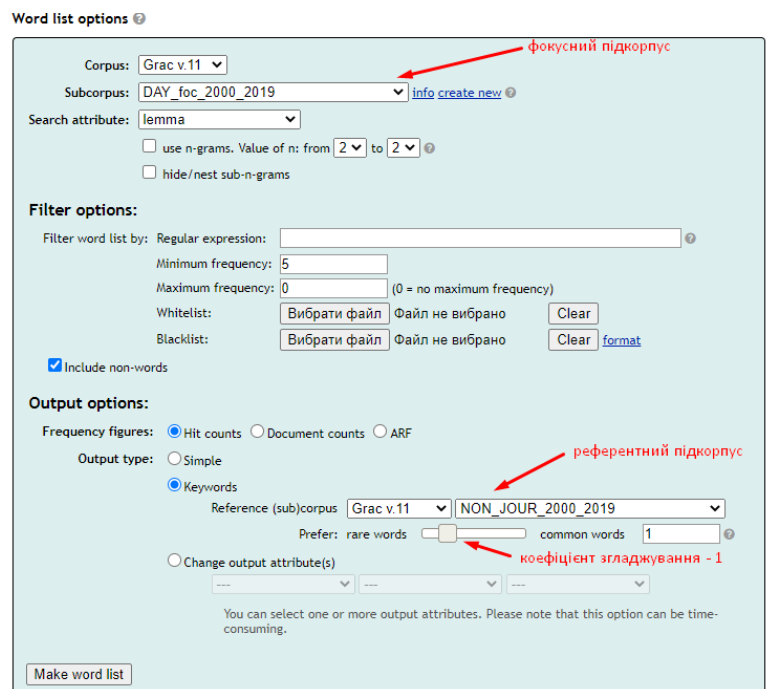 Word list options
фокусний підкорпус
Corpus: Grac v.11
Subcorpus: DAY_foc_2000_2019 info create new
Search attribute: lemma
use n-grams. Value of n: from 2 to 2
hide/nest sub-n-grams
Filter options:
Filter word list by: Regular expression:
Minimum frequency: 5
Maximum frequency: 0 (0 = no maximum frequency)
Whitelist: Вибрати файл Файл не вибрано Clear
Blacklist: Вибрати файл Файл не вибрано Clear format
Include non-words
Output options:
Frequency figures: Hit counts Document counts ARF
Output type: Simple
референтний підкорпус
Keywords
Reference (sub)corpus Grac v.11 NON_JOUR_2000_2019
Prefer: rare words common words 1
коефіцієнт згладжування - 1
Change output attribute(s)
--- --- ---
You can select one or more output attributes. Please note that this option can be time-
consuming.
Make word list